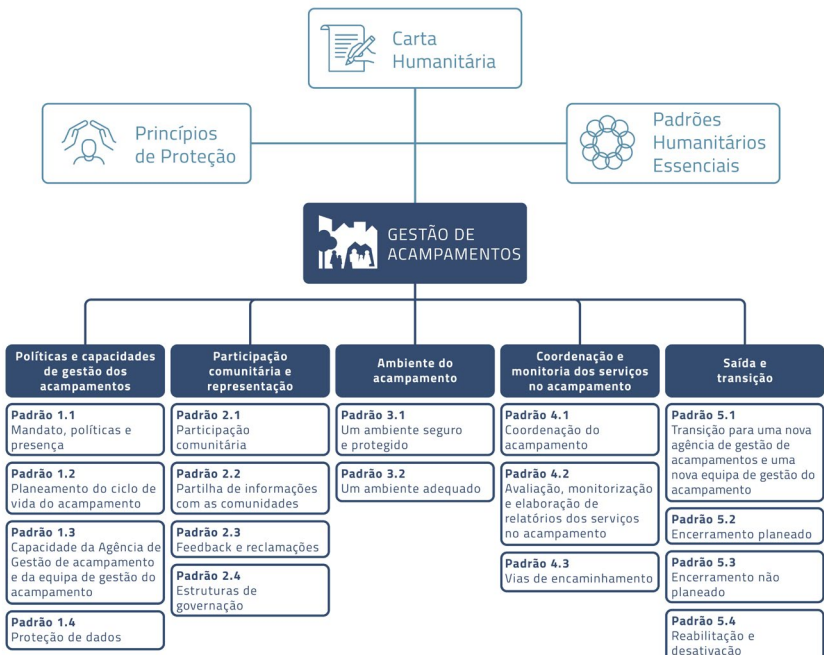 Carta
Humanitária
Princípios
de Proteção
Padrões
Humanitários
Essenciais
GESTÃO DE
ACAMPAMENTOS
Políticas e capacidades
de gestão dos
acampamentos
Padrão 1.1
Mandato, políticas e
presença
Padrão 1.2
Planeamento do ciclo de
vida do acampamento
Padrão 1.3
Capacidade da Agência de
Gestão de acampamento
e da equipa de gestão do
acampamento
Padrão 1.4
Proteção de dados
Participação
comunitária e
representação
Padrão 2.1
Participação
comunitária
Padrão 2.2
Partilha de informações
com as comunidades
Padrão 2.3
Feedback e reclamações
Padrão 2.4
Estruturas de
governação
Ambiente do
acampamento
Padrão 3.1
Um ambiente seguro
e protegido
Padrão 3.2
Um ambiente adequado
Coordenação e
monitoria dos serviços
no acampamento
Padrão 4.1
Coordenação do
acampamento
Padrão 4.2
Avaliação, monitorização
e elaboração de
relatórios dos serviços
no acampamento
Padrão 4.3
Vias de encaminhamento
Saída e
transição
Padrão 5.1
Transição para uma nova
agência de gestão de
acampamentos e uma
nova equipa de gestão do
acampamento
Padrão 5.2
Encerramento planeado
Padrão 5.3
Encerramento não
planeado
Padrão 5.4
Reabilitação e
desativação